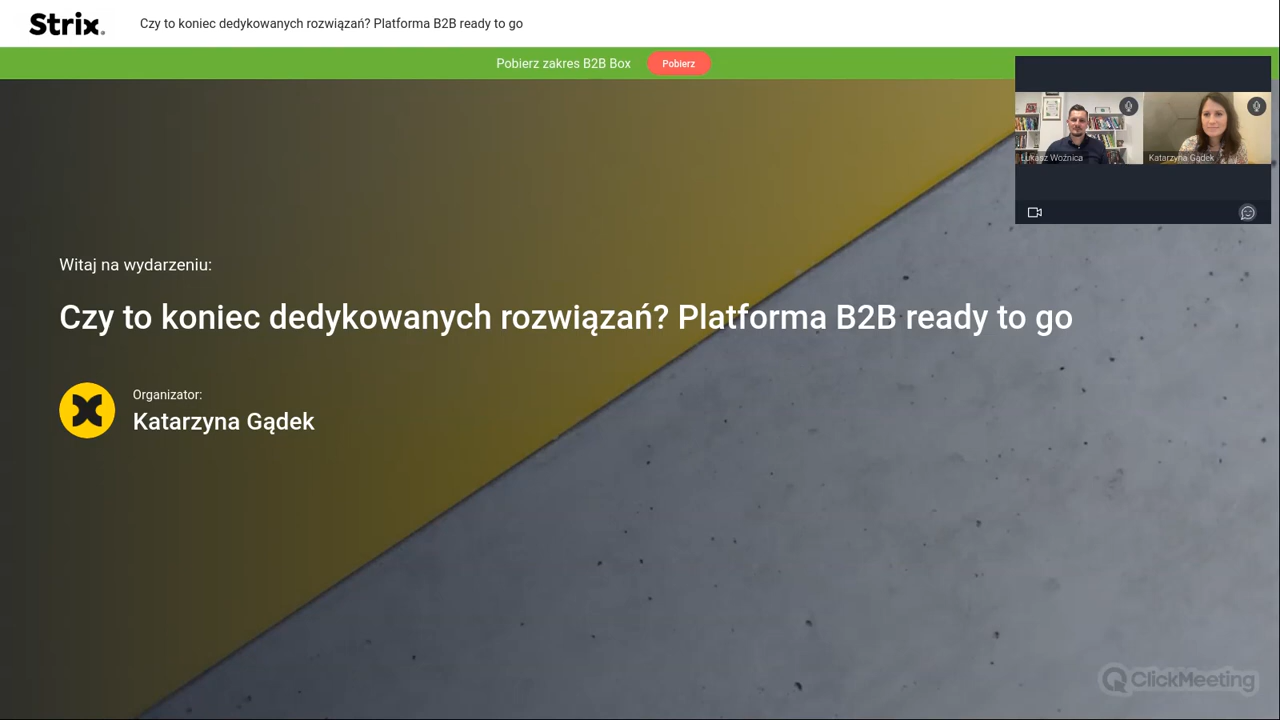 Strix
Czy to koniec dedykowanych rozwiązań? Platforma B2B ready to go
Pobierz zakres B2B Box
Pobierz
Łukasz Woźnica
Katarzyna Gądek
Witaj na wydarzeniu:
Czy to koniec dedykowanych rozwiązań? Platforma B2B ready to go
Organizator:
Katarzyna Gądek
ClickMeeting